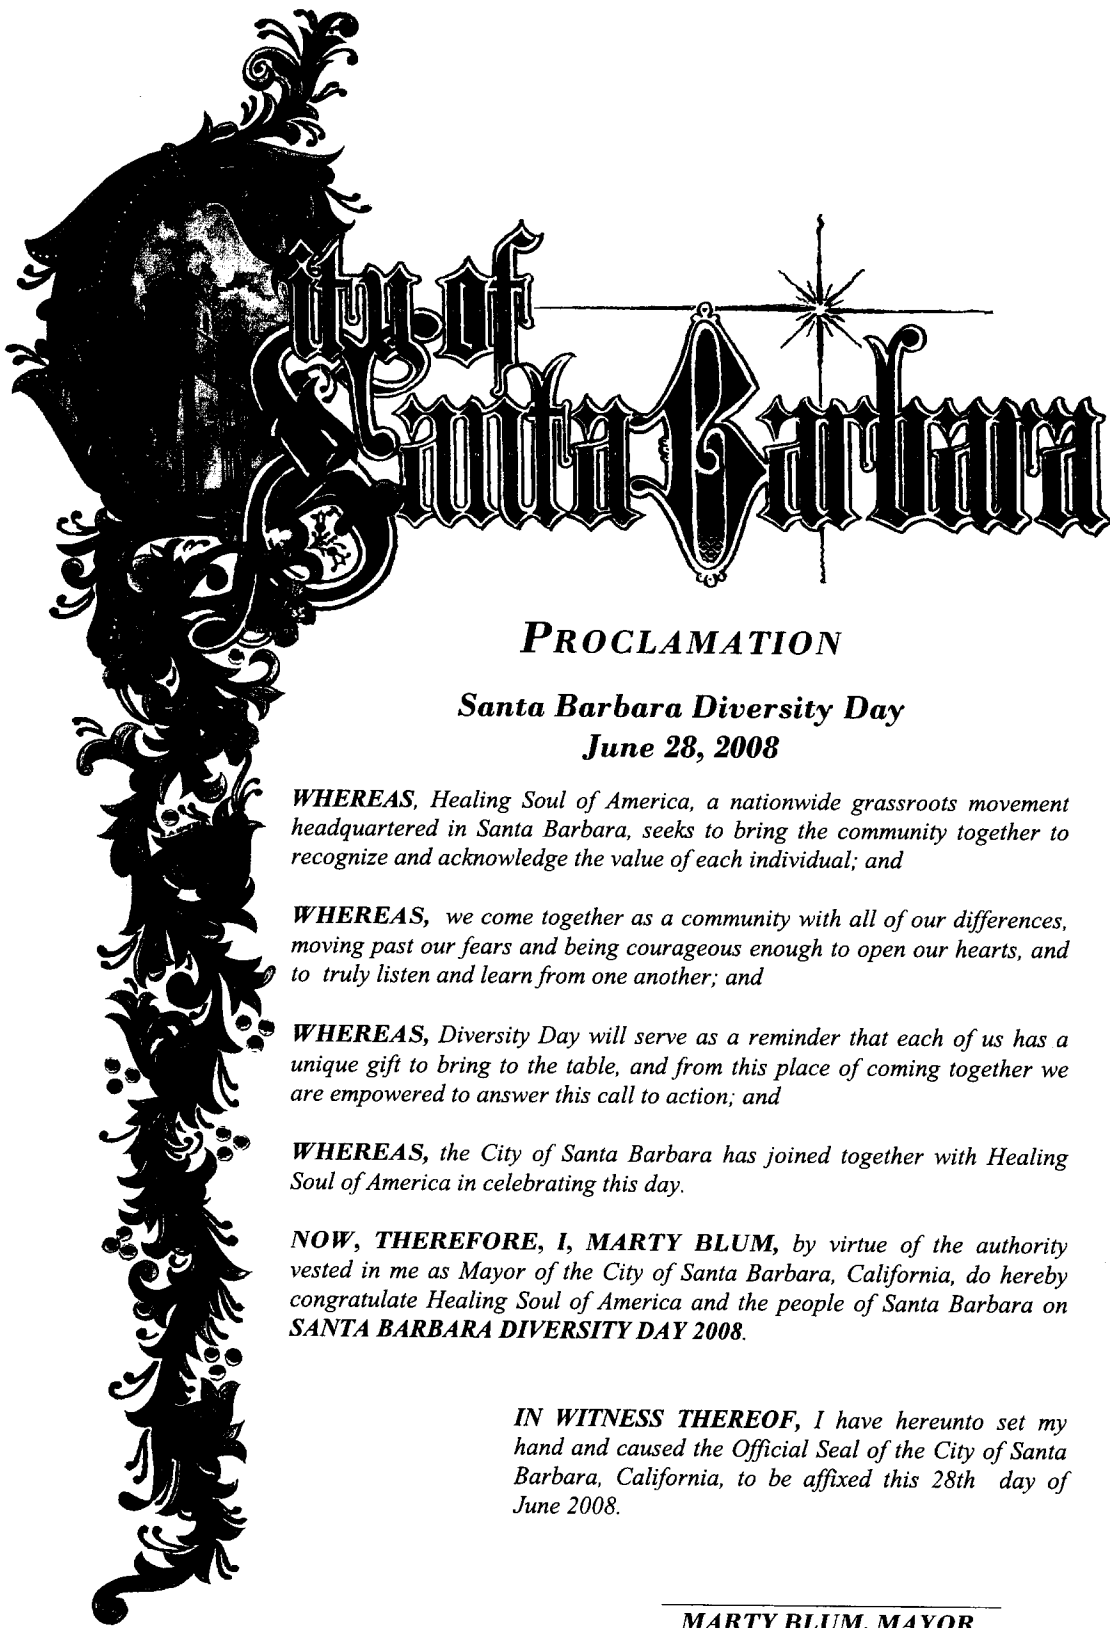 City of
Santa Barbara
PROCLAMATION
Santa Barbara Diversity Day
June 28, 2008
WHEREAS, Healing Soul of America, a nationwide grassroots movement
headquartered in Santa Barbara, seeks to bring the community together to
recognize and acknowledge the value of each individual; and
WHEREAS, we come together as a community with all of our differences,
moving past our fears and being courageous enough to open our hearts, and
to truly listen and learn from one another; and
WHEREAS, Diversity Day will serve as a reminder that each of us has a
unique gift to bring to the table, and from this place of coming together we
are empowered to answer this call to action; and
WHEREAS, the City of Santa Barbara has joined together with Healing
Soul of America in celebrating this day.
NOW, THEREFORE, I, MARTY BLUM, by virtue of the authority
vested in me as Mayor of the City of Santa Barbara, California, do hereby
congratulate Healing Soul of America and the people of Santa Barbara on
SANTA BARBARA DIVERSITY DAY 2008.
IN WITNESS THEREOF, I have hereunto set my
hand and caused the Official Seal of the City of Santa
Barbara, California, to be affixed this 28th day of
June 2008.
MARTY BLUM, MAYOR